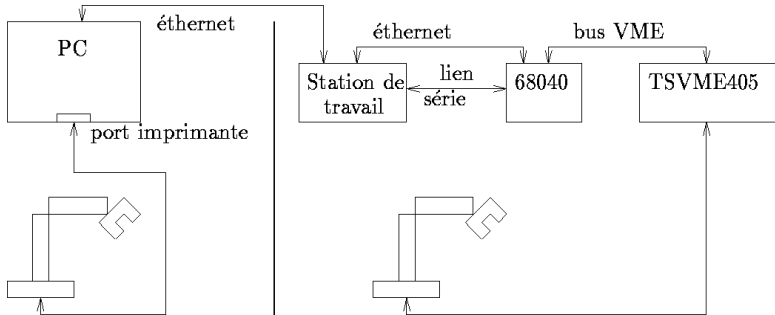 éthernet
PC
port imprimante
éthernet
bus VME
Station de
travail
lien
série
68040
TSVME405